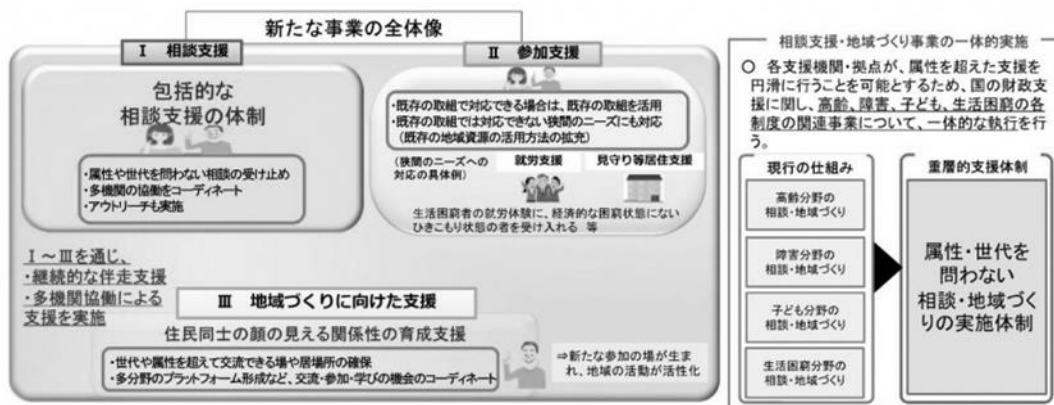 新たな事業の全体像
Ⅰ 相談支援
包括的な
相談支援の体制
・属性や世代を問わない相談の受け止め
・多機関の協働をコーディネート
・アウトリーチも実施
Ⅱ 参加支援
・既存の取組で対応できる場合は、既存の取組を活用
・既存の取組では対応できない狭間のニーズにも対応
（既存の地域資源の活用方法の拡充）
（狭間のニーズへの
対応の具体例）
就労支援
見守り等居住支援
生活困窮者の就労体験に、経済的な困窮状態にない
ひきこもり状態の者を受け入れる 等
Ⅰ～Ⅲを通じ、
・継続的な伴走支援
・多機関協働による
支援を実施
Ⅲ 地域づくりに向けた支援
住民同士の顔の見える関係性の育成支援
・世代や属性を超えて交流できる場や居場所の確保
・多分野のプラットフォーム形成など、交流・参加・学びの機会のコーディネート
⇒新たな参加の場が生ま
れ、地域の活動が活性化
相談支援・地域づくり事業の一体的実施
○ 各支援機関・拠点が、属性を超えた支援を
円滑に行うことを可能とするため、国の財政支
援に関し、高齢、障害、子ども、生活困窮の各
制度の関連事業について、一体的な執行を行
う。
現行の仕組み
高齢分野の
相談・地域づくり
障害分野の
相談・地域づくり
子ども分野の
相談・地域づくり
生活困窮分野の
相談・地域づくり
重層的支援体制
属性・世代を
問わない
相談・地域づく
りの実施体制